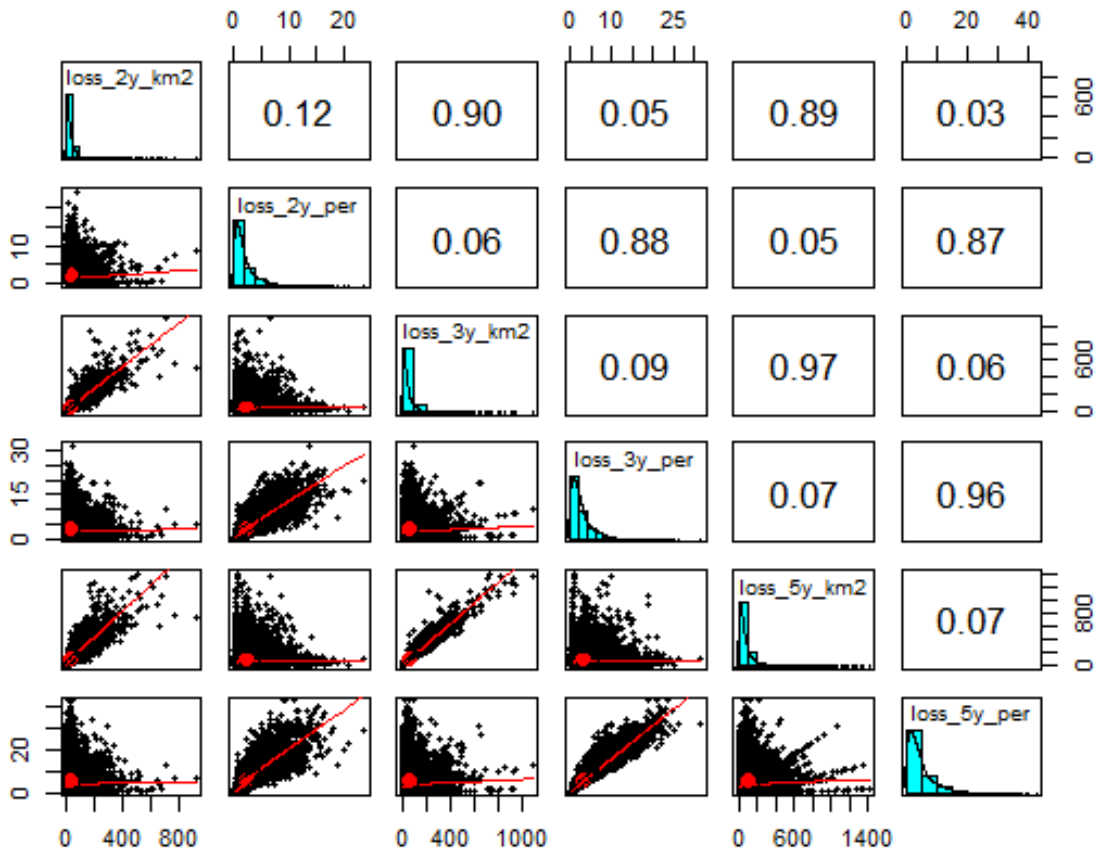 0 10 20 0 10 25 0 20 40
loss_2y_km2 0.12 0.90 0.05 0.89 0.03 0 600
0 10 loss_2y_per 0.06 0.88 0.05 0.87
loss_3y_km2 0.09 0.97 0.06 0 600
0 15 30 loss_3y_per 0.07 0.96
loss_5y_km2 0.07 0 800
0 20 loss_5y_per
0 400 800 0 400 1000 0 600 1400